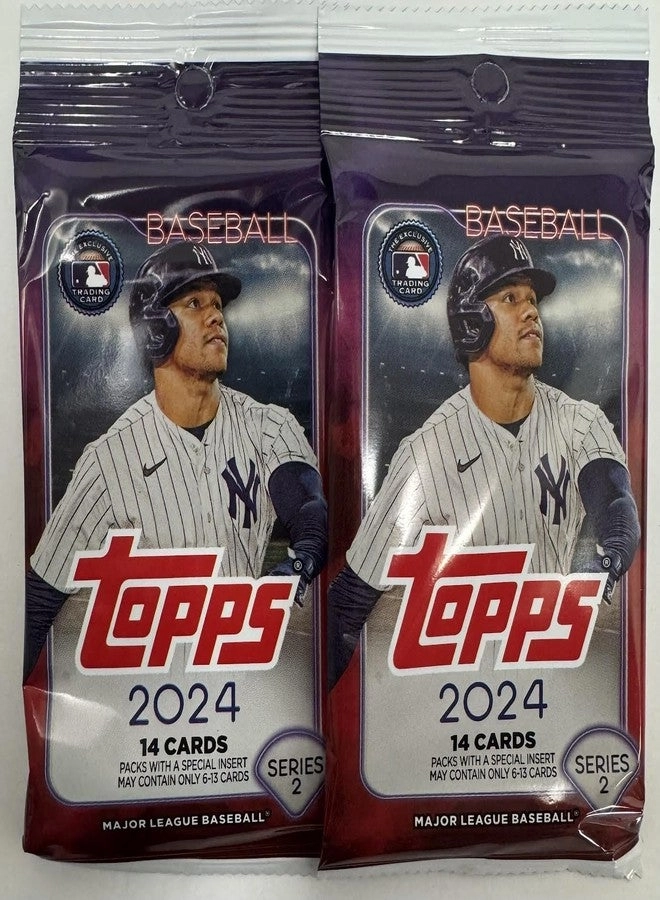 BASEBALL
THE EXCLUSIVE
TRADING
CARD
NY
NY
Topps®
2024
14 CARDS
PACKS WITH A SPECIAL INSERT
MAY CONTAIN ONLY 6-13 CARDS
SERIES
2
MAJOR LEAGUE BASEBALL®
BASEBALL
THE EXCLUSIVE
TRADING
CARD
NY
NY
Topps®
2024
14 CARDS
PACKS WITH A SPECIAL INSERT
MAY CONTAIN ONLY 6-13 CARDS
SERIES
2
MAJOR LEAGUE BASEBALL®